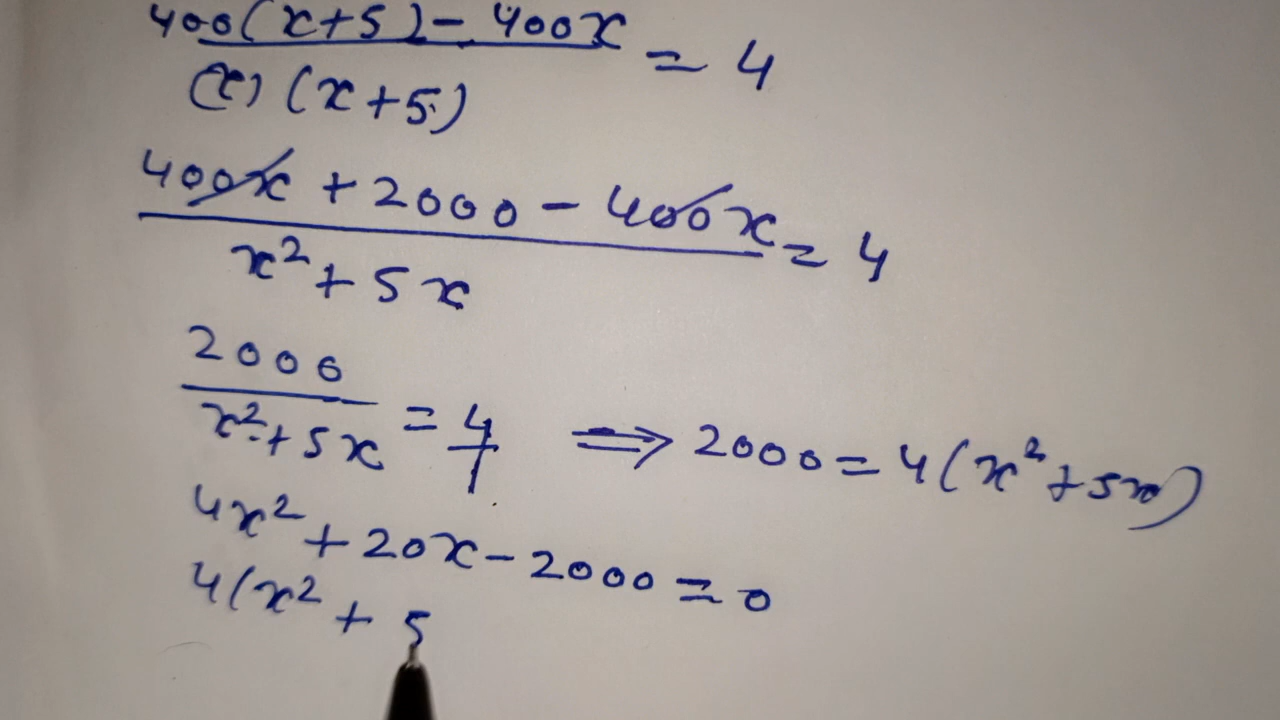 400(x+5)-400x = 4
(x)(x+5)
400x + 2000 - 400x = 4
x² + 5x
2000
x²+5x = 4/1 ⟹ 2000 = 4(x²+5x)
4x² + 20x - 2000 = 0
4(x² + 5